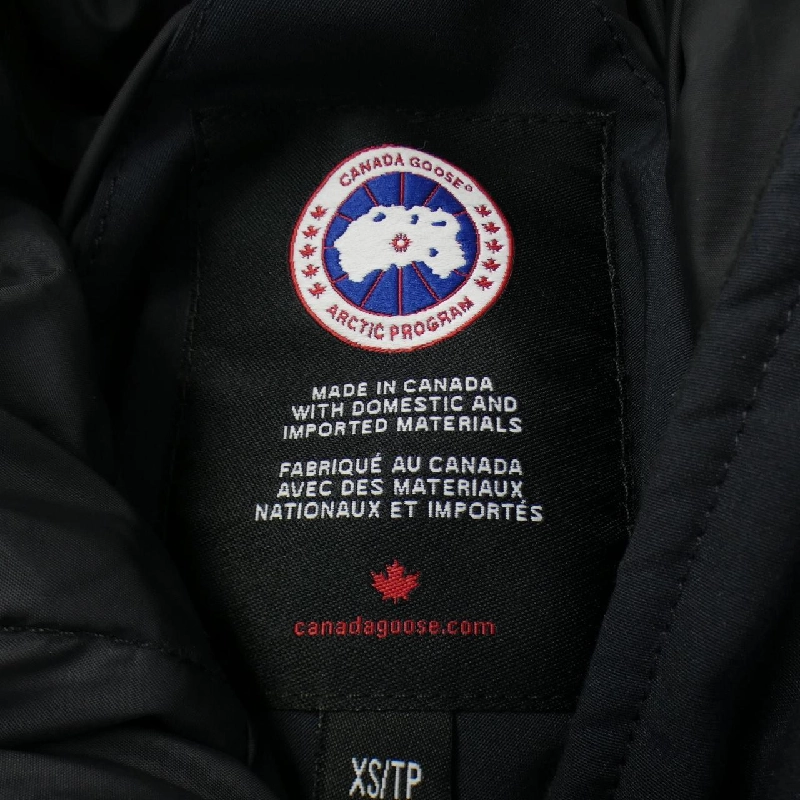 CANADA GOOSE®
ARCTIC PROGRAM
MADE IN CANADA
WITH DOMESTIC AND
IMPORTED MATERIALS
FABRIQUÉ AU CANADA
AVEC DES MATERIAUX
NATIONAUX ET IMPORTÉS
canadagoose.com
XS/TP